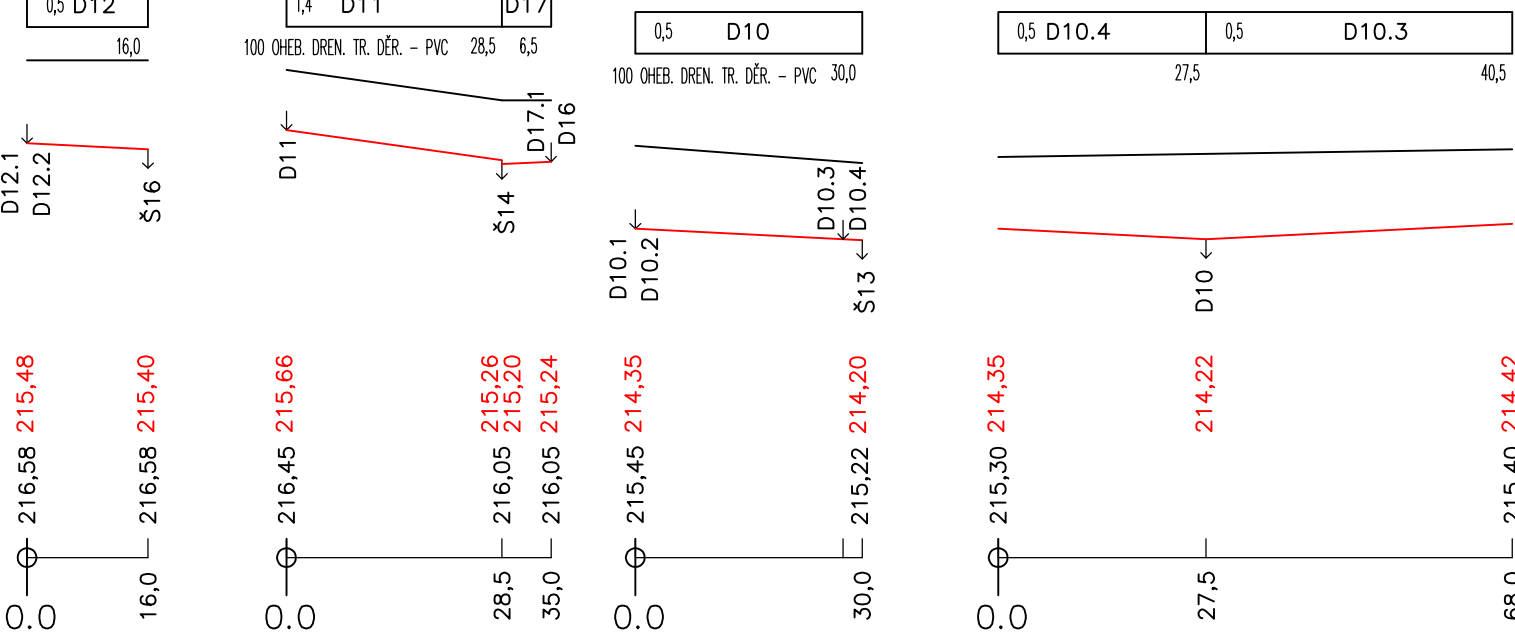 0,5 D12
16,0
D12.1
D12.2
Š16
215,48
215,40
216,58
216,58
16,0
0.0
1,4 D11
D17
100 OHEB. DREN. TR. DĚR. – PVC 28,5 6,5
D11
Š14
D17.1
D16
215,66
215,26
215,20
215,24
216,45
216,05
216,05
28,5
35,0
0.0
0,5 D10
100 OHEB. DREN. TR. DĚR. – PVC 30,0
D10.1
D10.2
D10.3
D10.4
Š13
214,35
214,20
215,45
215,22
30,0
0.0
0,5 D10.4
0,5 D10.3
27,5
40,5
D10
214,35
214,22
214,42
215,30
215,40
27,5
68,0
0.0